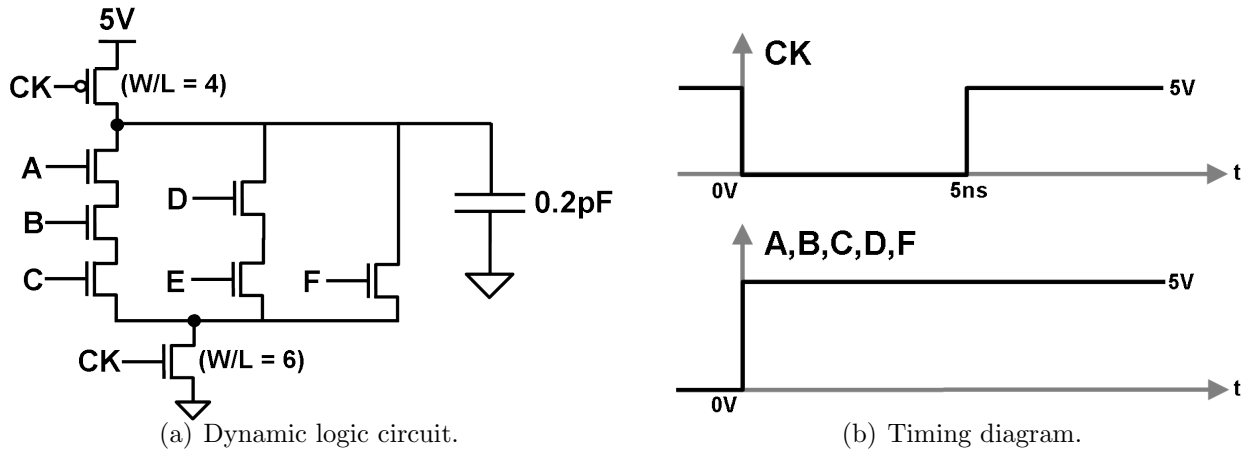 5V
CK
(W/L = 4)
A
B
C
D
E
F
0.2pF
CK
(W/L = 6)
(a) Dynamic logic circuit.
CK
5V
t
0V
5ns
A,B,C,D,F
5V
t
0V
(b) Timing diagram.